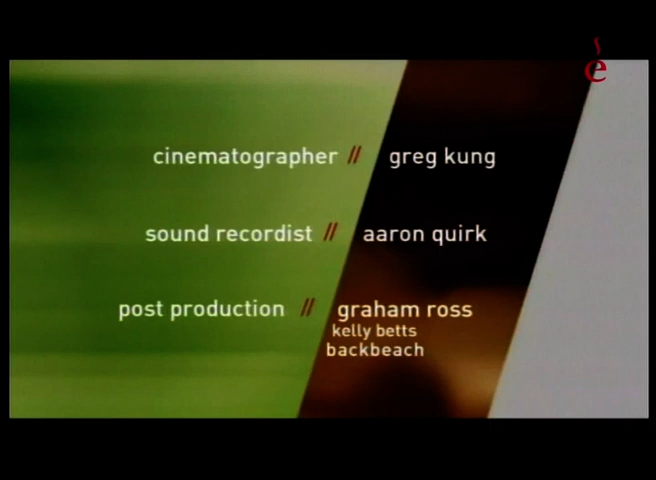 é
cinematographer // greg kung
sound recordist // aaron quirk
post production // graham ross
kelly betts
backbeach